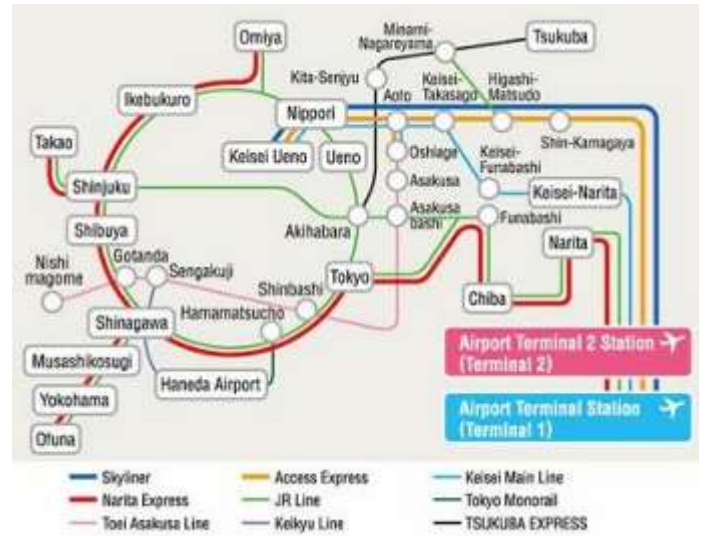 Omiya
Minami-
Nagareyama
Tsukuba
Kita-Senjyu
Ikebukuro
Nippori
Aoto
Keisei-
Takasago
Higashi-
Matsudo
Takao
Keisei Ueno
Ueno
Oshiage
Keisei-
Funabashi
Shin-Kamagaya
Shinjuku
Asakusa
Keisei-Narita
Shibuya
Akihabara
Asakusa
bashi
Funabashi
Narita
Nishi
magome
Gotanda
Sengakuji
Tokyo
Shinbashi
Chiba
Shinagawa
Hamamatsucho
Airport Terminal 2 Station
(Terminal 2)
Musashikosugi
Haneda Airport
Yokohama
Airport Terminal Station
(Terminal 1)
Ofuna
Skyliner
Access Express
Keisei Main Line
Narita Express
JR Line
Tokyo Monorail
Toei Asakusa Line
Keikyu Line
TSUKUBA EXPRESS